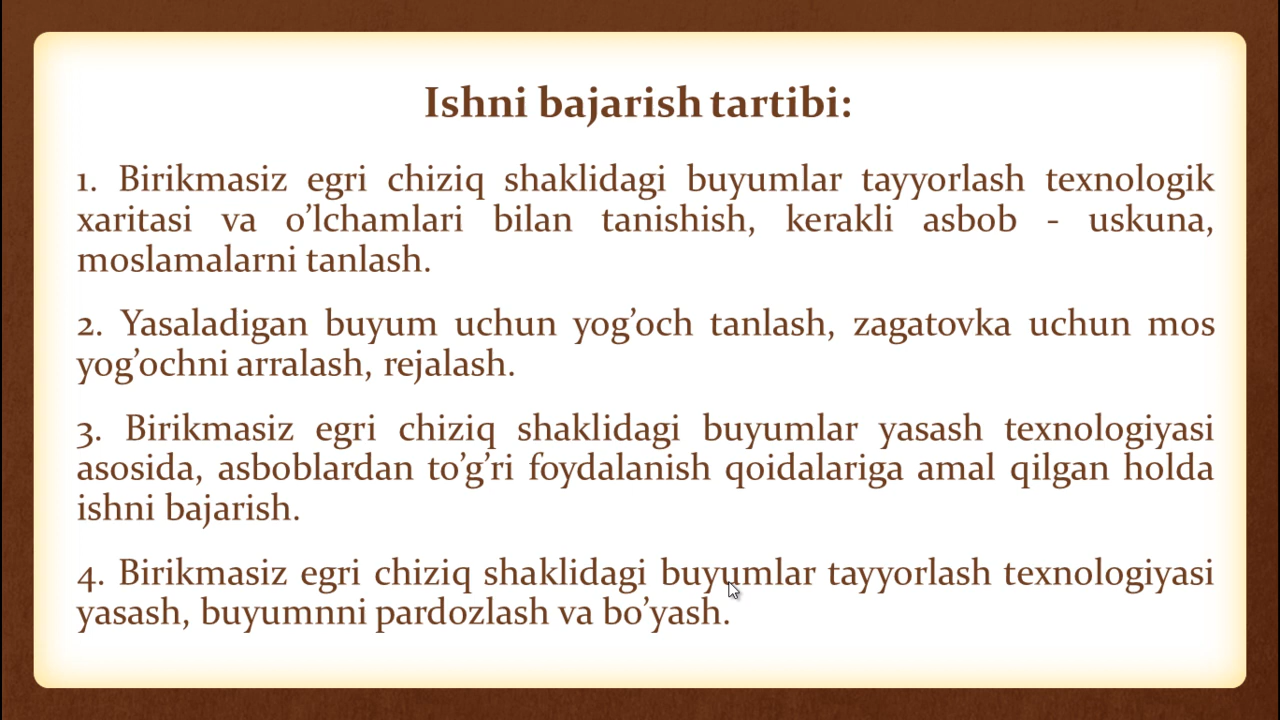 Ishni bajarish tartibi:
1. Birikmasiz egri chiziq shaklidagi buyumlar tayyorlash texnologik
xaritasi va o’lchamlari bilan tanishish, kerakli asbob - uskuna,
moslamalarni tanlash.
2. Yasaladigan buyum uchun yog’och tanlash, zagatovka uchun mos
yog’ochni arralash, rejalash.
3. Birikmasiz egri chiziq shaklidagi buyumlar yasash texnologiyasi
asosida, asboblardan to’g’ri foydalanish qoidalariga amal qilgan holda
ishni bajarish.
4. Birikmasiz egri chiziq shaklidagi buyumlar tayyorlash texnologiyasi
yasash, buyumnni pardozlash va bo’yash.